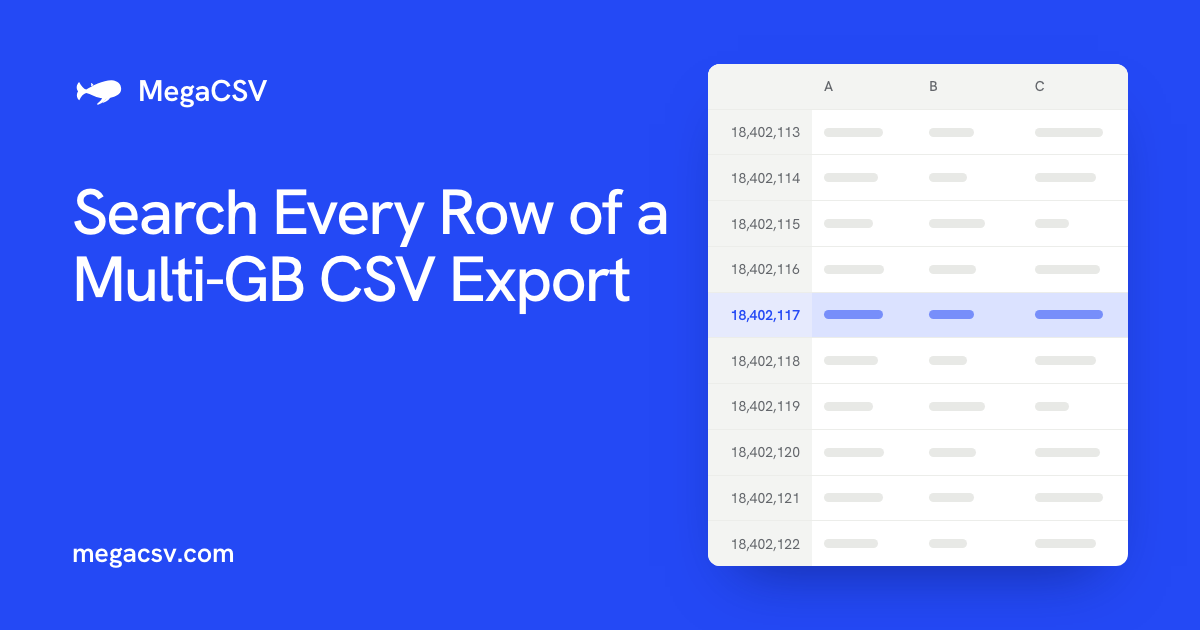 MegaCSV
Search Every Row of a
Multi-GB CSV Export
megacsv.com
A B C
18,402,113
18,402,114
18,402,115
18,402,116
18,402,117
18,402,118
18,402,119
18,402,120
18,402,121
18,402,122